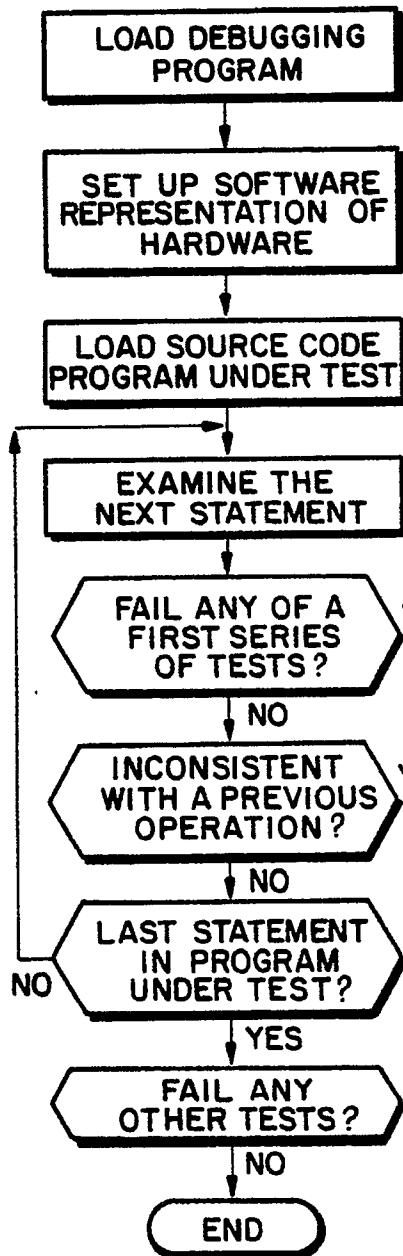 LOAD DEBUGGING
PROGRAM
SET UP SOFTWARE
REPRESENTATION OF
HARDWARE
LOAD SOURCE CODE
PROGRAM UNDER TEST
EXAMINE THE
NEXT STATEMENT
FAIL ANY OF A
FIRST SERIES
OF TESTS?
NO
INCONSISTENT
WITH A PREVIOUS
OPERATION?
NO
LAST STATEMENT
IN PROGRAM
UNDER TEST?
NO
YES
FAIL ANY
OTHER TESTS?
NO
END